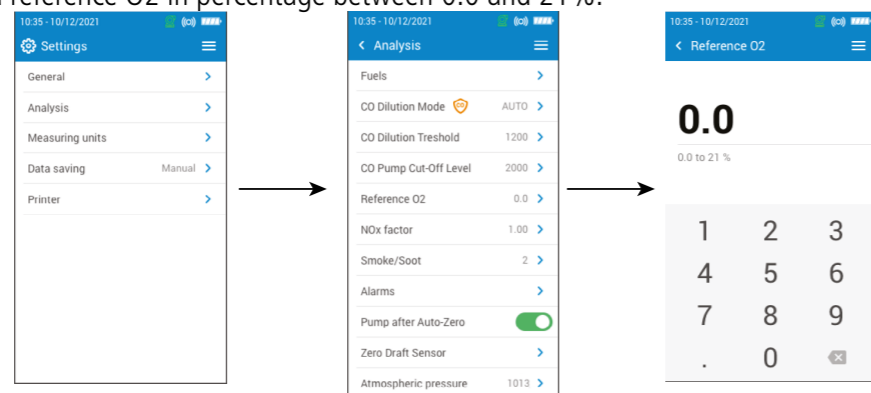 reference O2 in percentage between 0.0 and 21 %.
10:35 - 10/12/2021
Settings
General
Analysis
Measuring units
Data saving Manual
Printer
10:35 - 10/12/2021
Analysis
Fuels
CO Dilution Mode CO AUTO
CO Dilution Treshold 1200
CO Pump Cut-Off Level 2000
Reference O2 0.0
NOx factor 1.00
Smoke/Soot 2
Alarms
Pump after Auto-Zero
Zero Draft Sensor
Atmospheric pressure 1013
10:35 - 10/12/2021
Reference O2
0.0
0.0 to 21 %
1 2 3
4 5 6
7 8 9
. 0